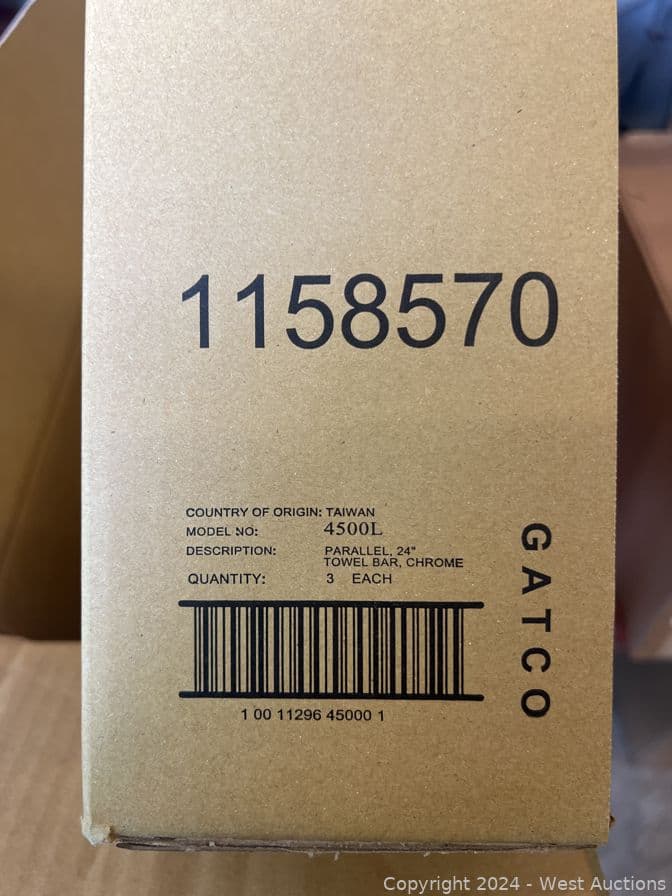 1158570
COUNTRY OF ORIGIN: TAIWAN
MODEL NO: 4500L
DESCRIPTION: PARALLEL, 24"
TOWEL BAR, CHROME
QUANTITY: 3 EACH
1 00 11296 45000 1
GATCO
Copyright 2024 - West Auctions